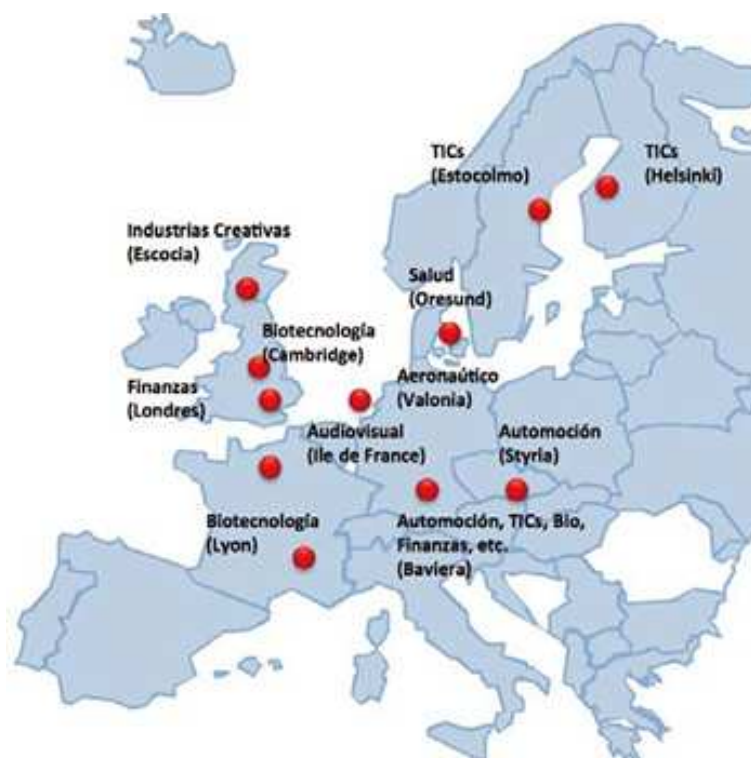 TICs
(Estocolmo)
TICs
(Helsinki)
Industrias Creativas
(Escocia)
Salud
(Oresund)
Biotecnología
(Cambridge)
Finanzas
(Londres)
Aeronaútico
(Valonia)
Audiovisual
(Ile de France)
Automoción
(Styria)
Biotecnología
(Lyon)
Automoción, TICs, Bio,
Finanzas, etc.
(Baviera)